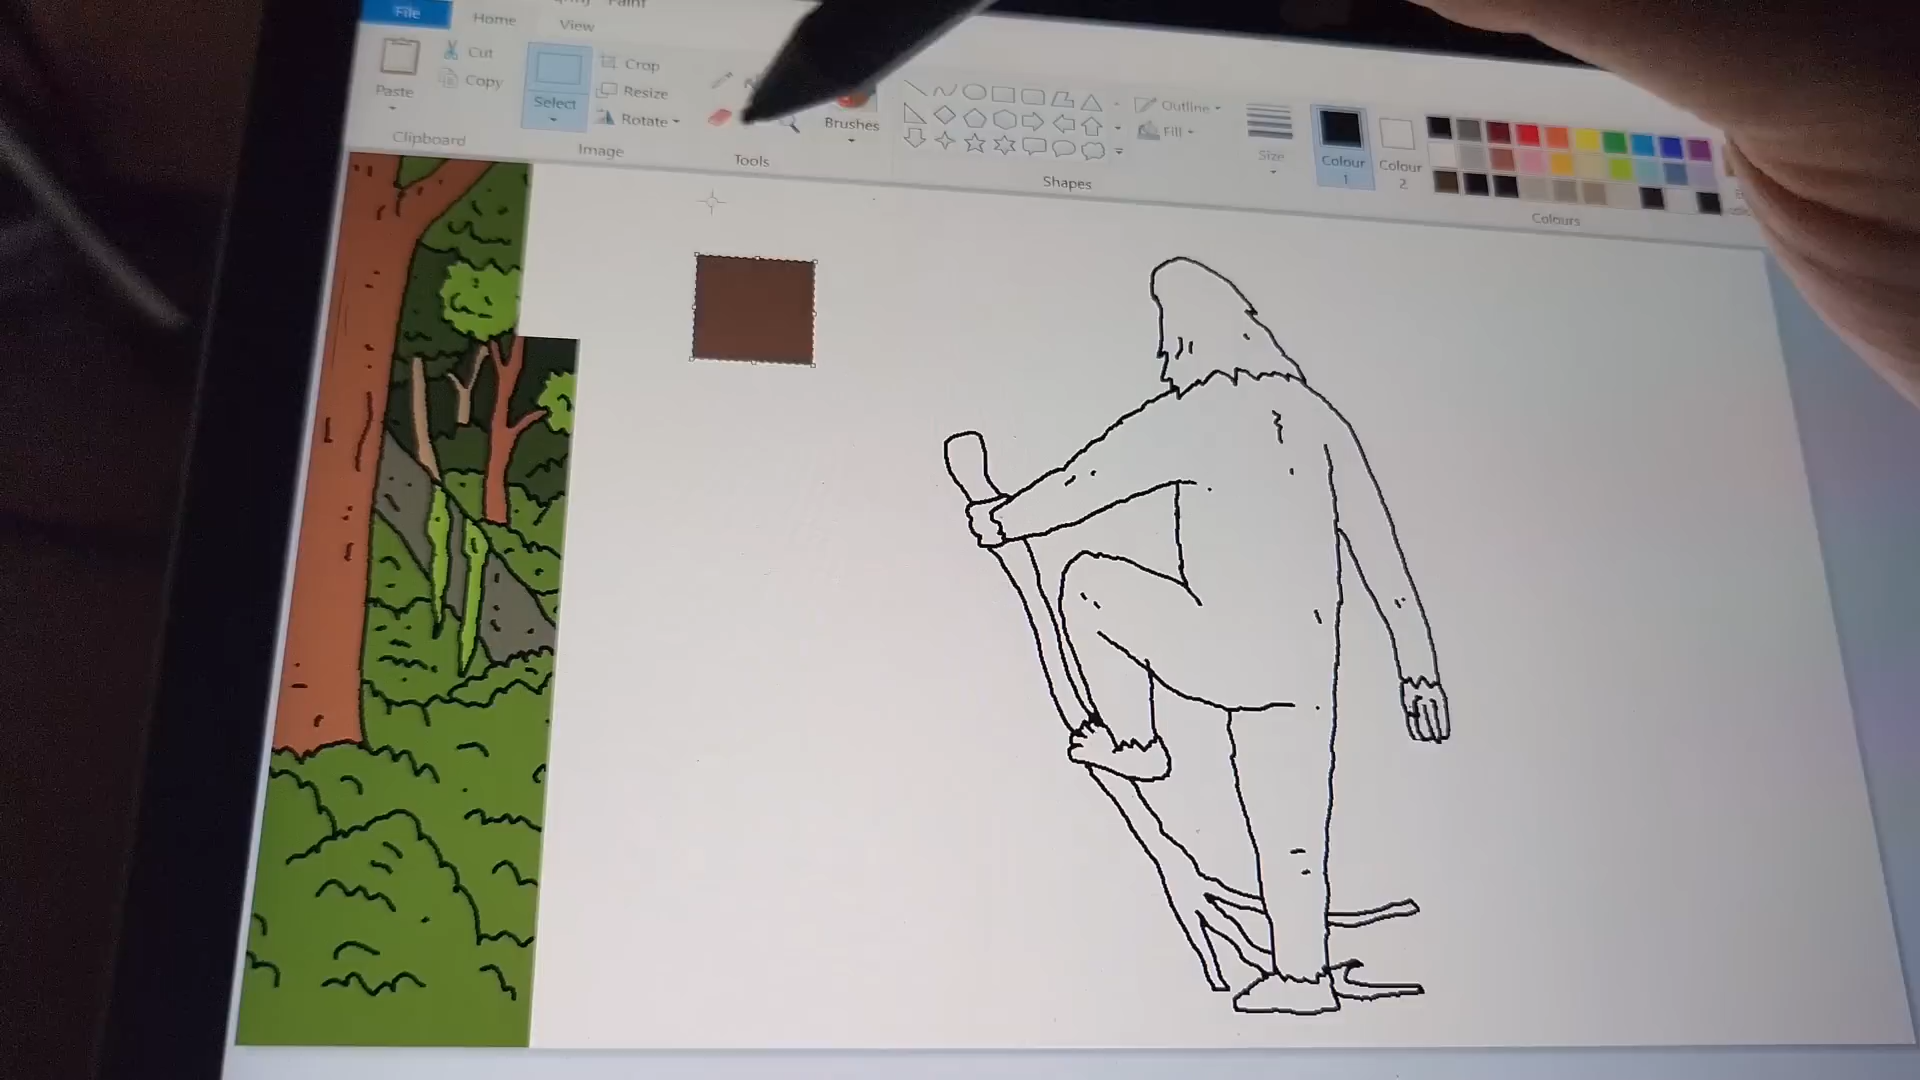 Paint
File
Home
View
Paste
Cut
Copy
Clipboard
Select
Crop
Resize
Rotate
Image
Tools
Brushes
Shapes
Outline
Fill
Size
Colour
1
Colour
2
Colours